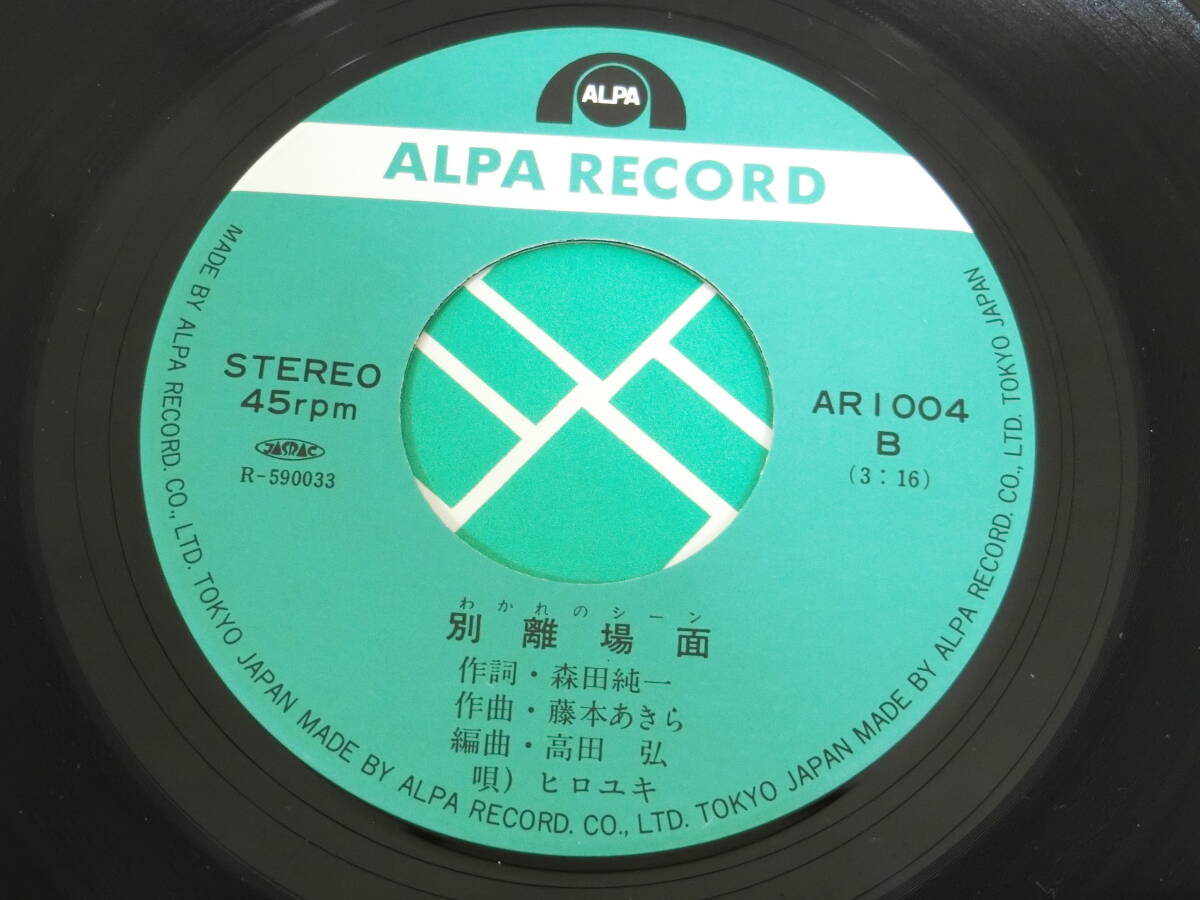 ALPA
ALPA RECORD
STEREO
45rpm
JASRAC
R-590033
AR1004
B
(3:16)
わかれのシーン
別離場面
作詞・森田純一
作曲・藤本あきら
編曲・高田 弘
唄) ヒロユキ
MADE BY ALPA RECORD. CO., LTD. TOKYO JAPAN MADE BY ALPA RECORD. CO., LTD. TOKYO JAPAN MADE BY ALPA RECORD. CO., LTD. TOKYO JAPAN